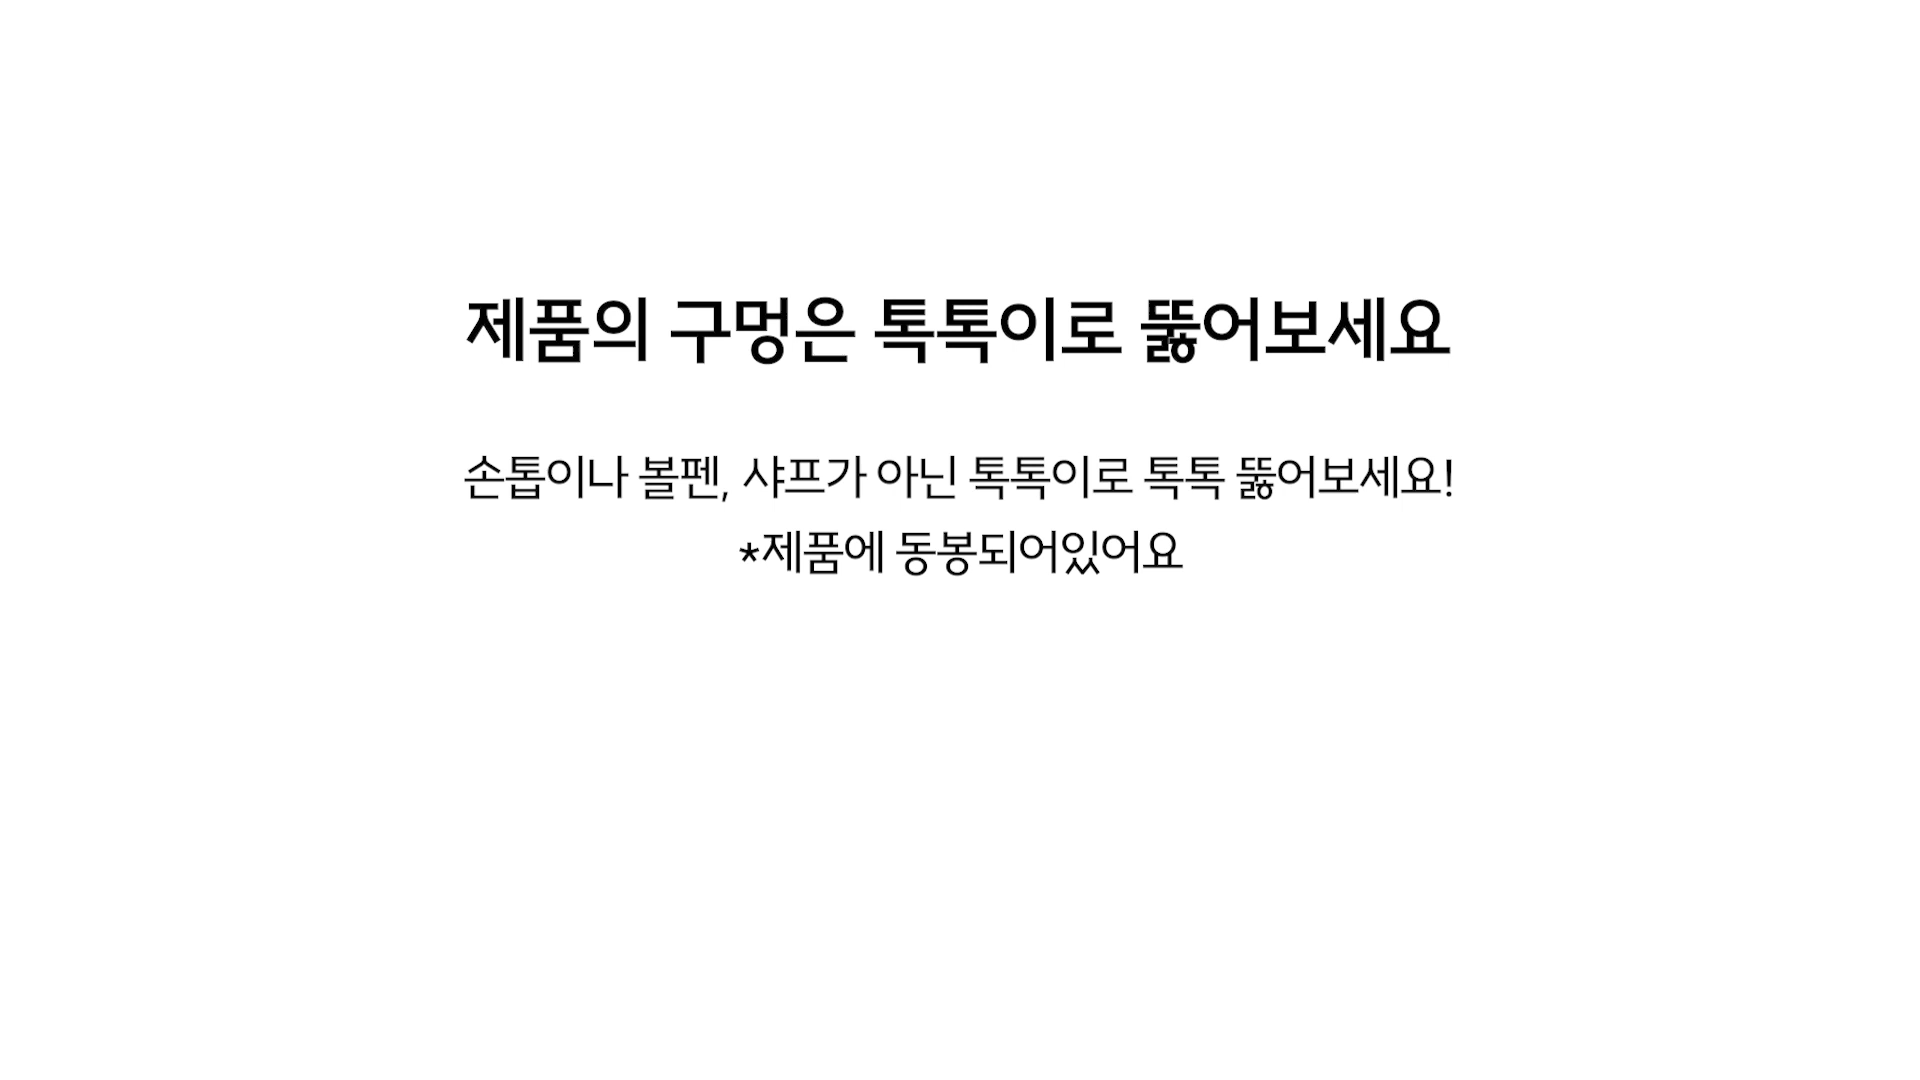 제품의 구멍은 톡톡이로 뚫어보세요
손톱이나 볼펜, 샤프가 아닌 톡톡이로 톡톡 뚫어보세요!
*제품에 동봉되어있어요